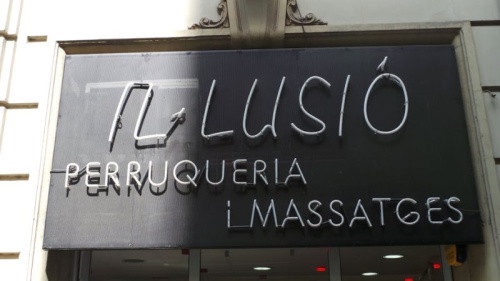 IL·LUSIÓ
PERRUQUERIA
i MASSATGES